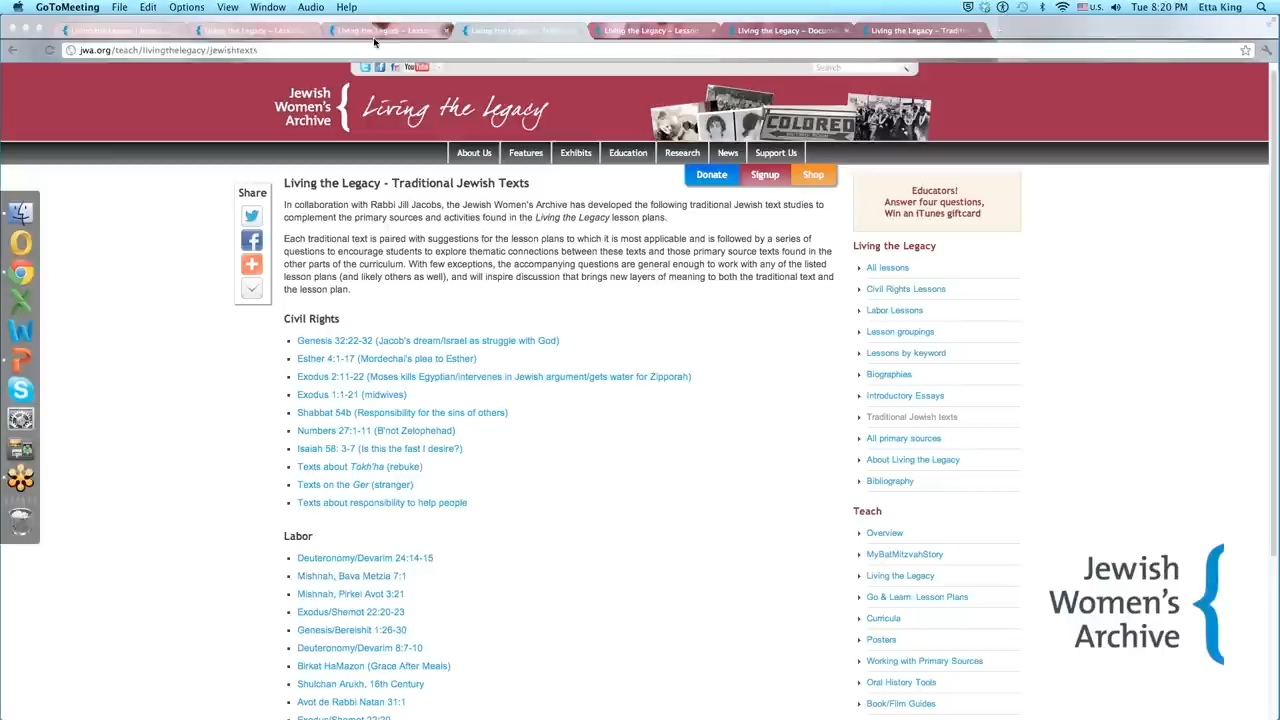 GoToMeeting File Edit Options View Window About Help
U.S. Tue 8:20 PM Etta King
Living the Legacy - Lesson
Living the Legacy - Docum
Living the Legacy - Traditi
jwa.org/teach/livingthelegacy/jewishtexts
You Tube
Search
Jewish
Women's
Archive
Living the Legacy
COLORED
About Us Features Exhibits Education Research News Support Us
Donate Signup Shop
Share
Living the Legacy - Traditional Jewish Texts
In collaboration with Rabbi Jill Jacobs, the Jewish Women's Archive has developed the following traditional Jewish text studies to
complement the primary sources and activities found in the Living the Legacy lesson plans.
Each traditional text is paired with suggestions for the lesson plans to which it is most applicable and is followed by a series of
questions to encourage students to explore thematic connections between these texts and those primary source texts found in the
other parts of the curriculum. With few exceptions, the accompanying questions are general enough to work with any of the listed
lesson plans (and likely others as well), and will inspire discussion that brings new layers of meaning to both the traditional text and
the lesson plan.
Civil Rights
Genesis 32:22-32 (Jacob's dream/Israel as struggle with God)
Esther 4:1-17 (Mordechai's plea to Esther)
Exodus 2:11-22 (Moses kills Egyptian/intervenes in Jewish argument/gets water for Zipporah)
Exodus 1:1-21 (midwives)
Shabbat 54b (Responsibility for the sins of others)
Numbers 27:1-11 (B'not Zelophehad)
Isaiah 58: 3-7 (Is this the fast I desire?)
Texts about Tokh'ha (rebuke)
Texts on the Ger (stranger)
Texts about responsibility to help people
Labor
Deuteronomy/Devarim 24:14-15
Mishnah, Bava Metzia 7:1
Mishnah, Pirkei Avot 3:21
Exodus/Shemot 22:20-23
Genesis/Bereishit 1:26-30
Deuteronomy/Devarim 8:7-10
Birkat HaMazon (Grace After Meals)
Shulchan Arukh, 16th Century
Avot de Rabbi Natan 31:1
Exodus/Shemot 22:20
Educators!
Answer four questions,
Win an iTunes giftcard
Living the Legacy
All lessons
Civil Rights Lessons
Labor Lessons
Lesson groupings
Lessons by keyword
Biographies
Introductory Essays
Traditional Jewish texts
All primary sources
About Living the Legacy
Bibliography
Teach
Overview
MyBatMitzvahStory
Living the Legacy
Go & Learn: Lesson Plans
Curricula
Posters
Working with Primary Sources
Oral History Tools
Book/Film Guides
Jewish
Women's
Archive